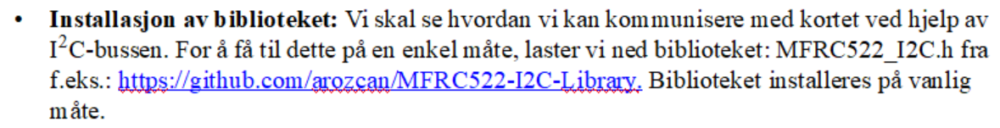 • Installasjon av biblioteket: Vi skal se hvordan vi kan kommunisere med kortet ved hjelp av
I²C-bussen. For å få til dette på en enkel måte, laster vi ned biblioteket: MFRC522_I2C.h fra
f.eks.: https://github.com/arozcan/MFRC522-I2C-Library. Biblioteket installeres på vanlig
måte.